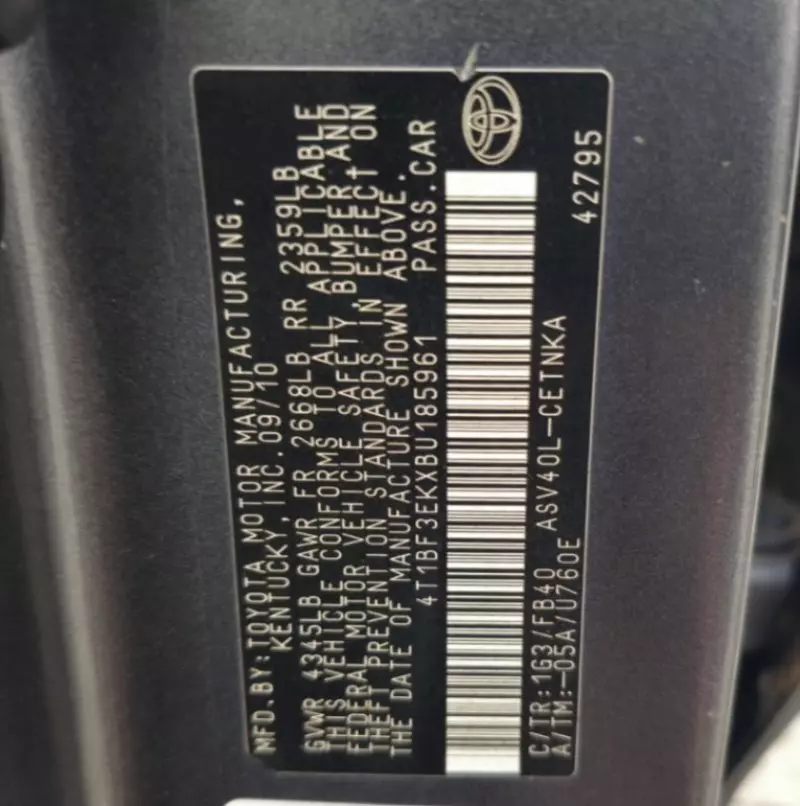 MFD.BY:TOYOTA MOTOR MANUFACTURING,
KENTUCKY,INC.09/10
GVWR 4345LB GAWR FR 2668LB RR 2359LB
THIS VEHICLE CONFORMS TO ALL APPLICABLE
FEDERAL MOTOR VEHICLE SAFETY,BUMPER,AND
THEFT PREVENTION STANDARDS IN EFFECT ON
THE DATE OF MANUFACTURE SHOWN ABOVE.
4T1BF3EKXBU185961 PASS.CAR
C/TR:1G3/FB40 ASV40L-CETNKA
A/TM:-05A/U760E
42795